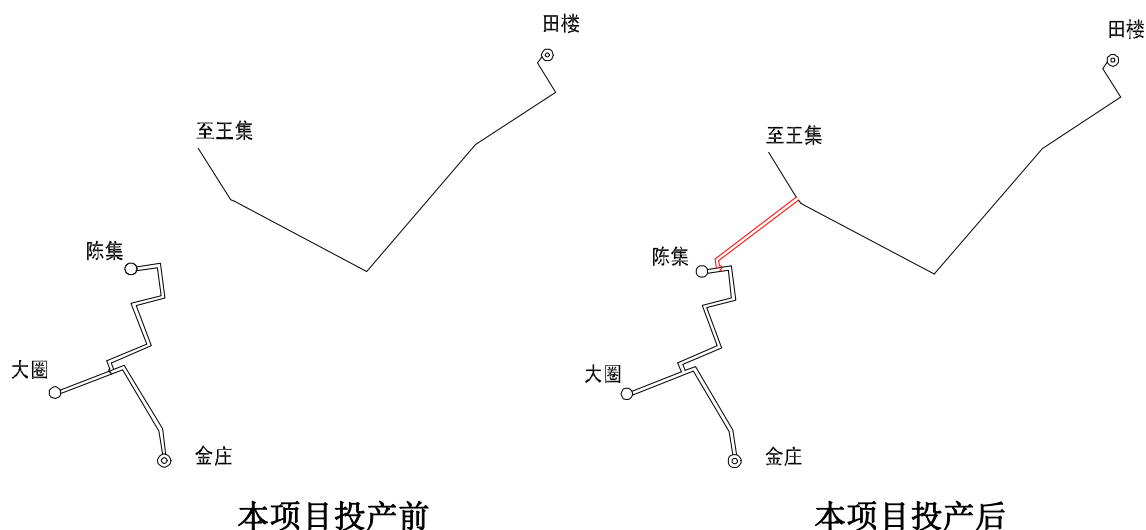 田楼
至王集
陈集
大圈
金庄
本项目投产前
田楼
至王集
陈集
大圈
金庄
本项目投产后